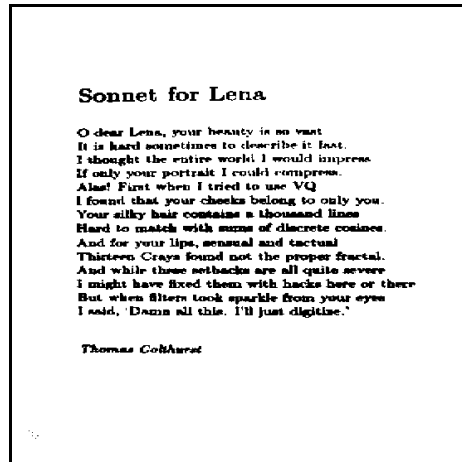 Sonnet for Lena
O dear Lena, your beauty is so vast
It is hard sometimes to describe it fast.
I thought the entire world I would impress
If only your portrait I could compress.
Alas! First when I tried to use VQ
I found that your cheeks belong to only you.
Your silky hair contains a thousand lines
Hard to match with sums of discrete cosines.
And for your lips, sensual and tactual
Thirteen Crays found not the proper fractal.
And while these setbacks are all quite severe
I might have fixed them with hacks here or there
But when filters took sparkle from your eyes
I said, 'Damn all this. I'll just digitize.'
Thomas Colthurst